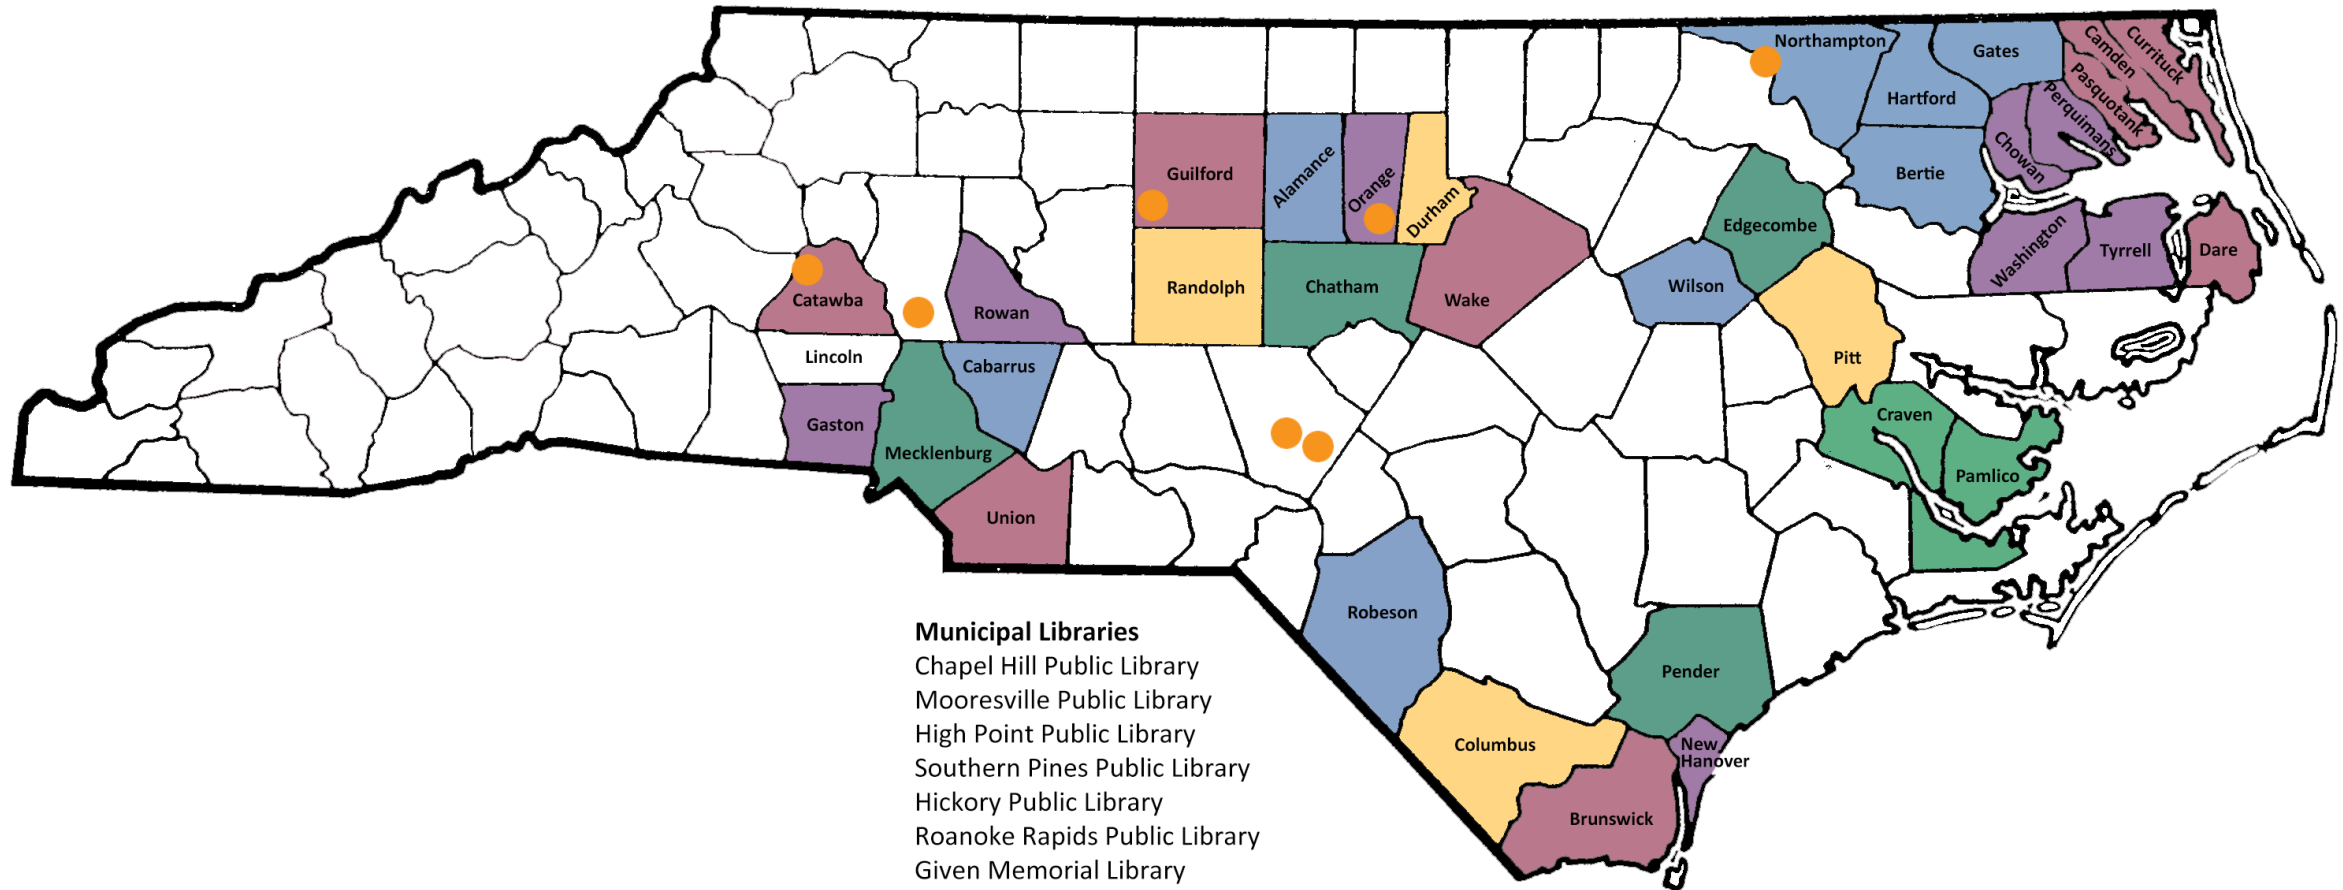 Northampton
Gates
Camden
Currituck
Hartford
Pasquotank
Perquimans
Chowan
Bertie
Guilford
Alamance
Orange
Durham
Edgecombe
Washington
Tyrrell
Dare
Catawba
Rowan
Randolph
Chatham
Wake
Wilson
Lincoln
Cabarrus
Pitt
Gaston
Mecklenburg
Craven
Pamlico
Union
Robeson
Pender
Columbus
New
Hanover
Brunswick
Municipal Libraries
Chapel Hill Public Library
Mooresville Public Library
High Point Public Library
Southern Pines Public Library
Hickory Public Library
Roanoke Rapids Public Library
Given Memorial Library